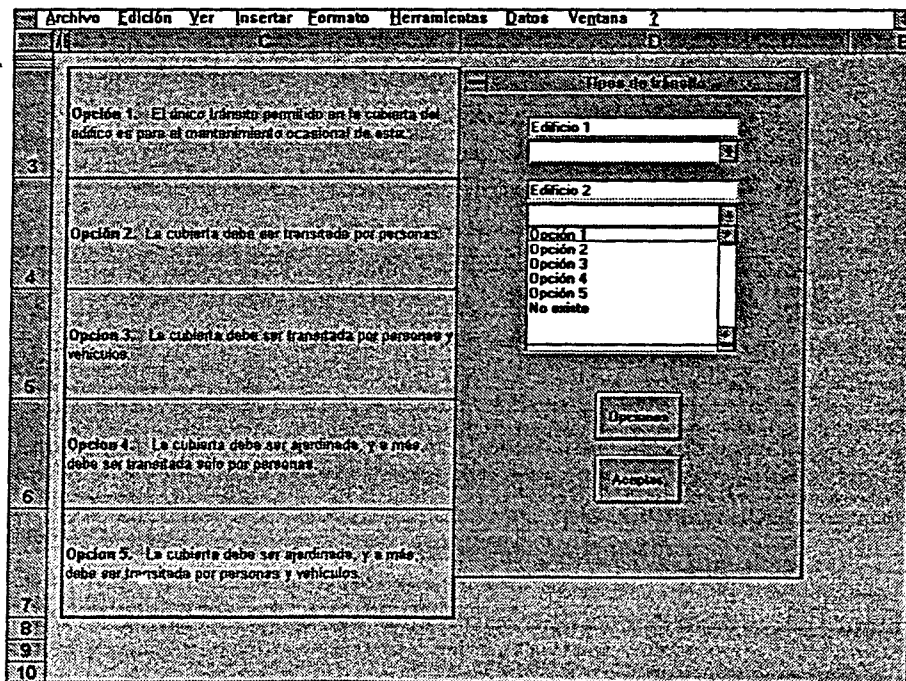 Archivo Edición Ver Insertar Formato Herramientas Datos Ventana ?
C D E
Tipos de tránsito
3
Opción 1. El único tránsito permitido en la cubierta del
edifico es para el mantenimiento ocasional de esta.
Edificio 1
Edificio 2
4
Opción 2. La cubierta debe ser transitada por personas.
Opción 1
Opción 2
Opción 3
Opción 4
Opción 5
No existe
5
Opcion 3. La cubierta debe ser transitada por personas y
vehículos.
Opciones
6
Opcion 4. La cubierta debe ser ajardinada, y a más,
debe ser transitada solo por personas.
Aceptar
7
Opcion 5. La cubierta debe ser ajardinada, y a más,
debe ser transitada por personas y vehículos.
8
9
10